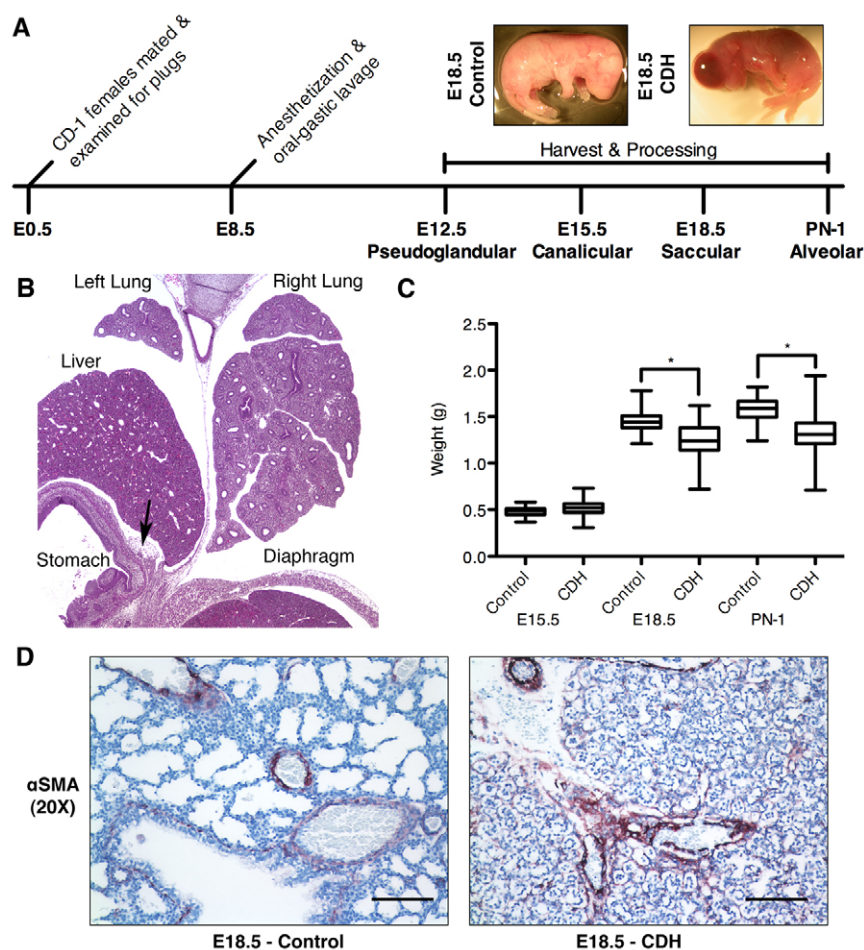 A
CD-1 females mated &
examined for plugs
Anesthetization &
oral-gastic lavage
E18.5
Control
E18.5
CDH
Harvest & Processing
E0.5
E8.5
E12.5
Pseudoglandular
E15.5
Canalicular
E18.5
Saccular
PN-1
Alveolar
B
Left Lung
Right Lung
Liver
Stomach
Diaphragm
C
Weight (g)
2.5
2.0
1.5
1.0
0.5
0.0
*
*
Control
CDH
Control
CDH
Control
CDH
E15.5
E18.5
PN-1
D
αSMA
(20X)
E18.5 - Control
E18.5 - CDH